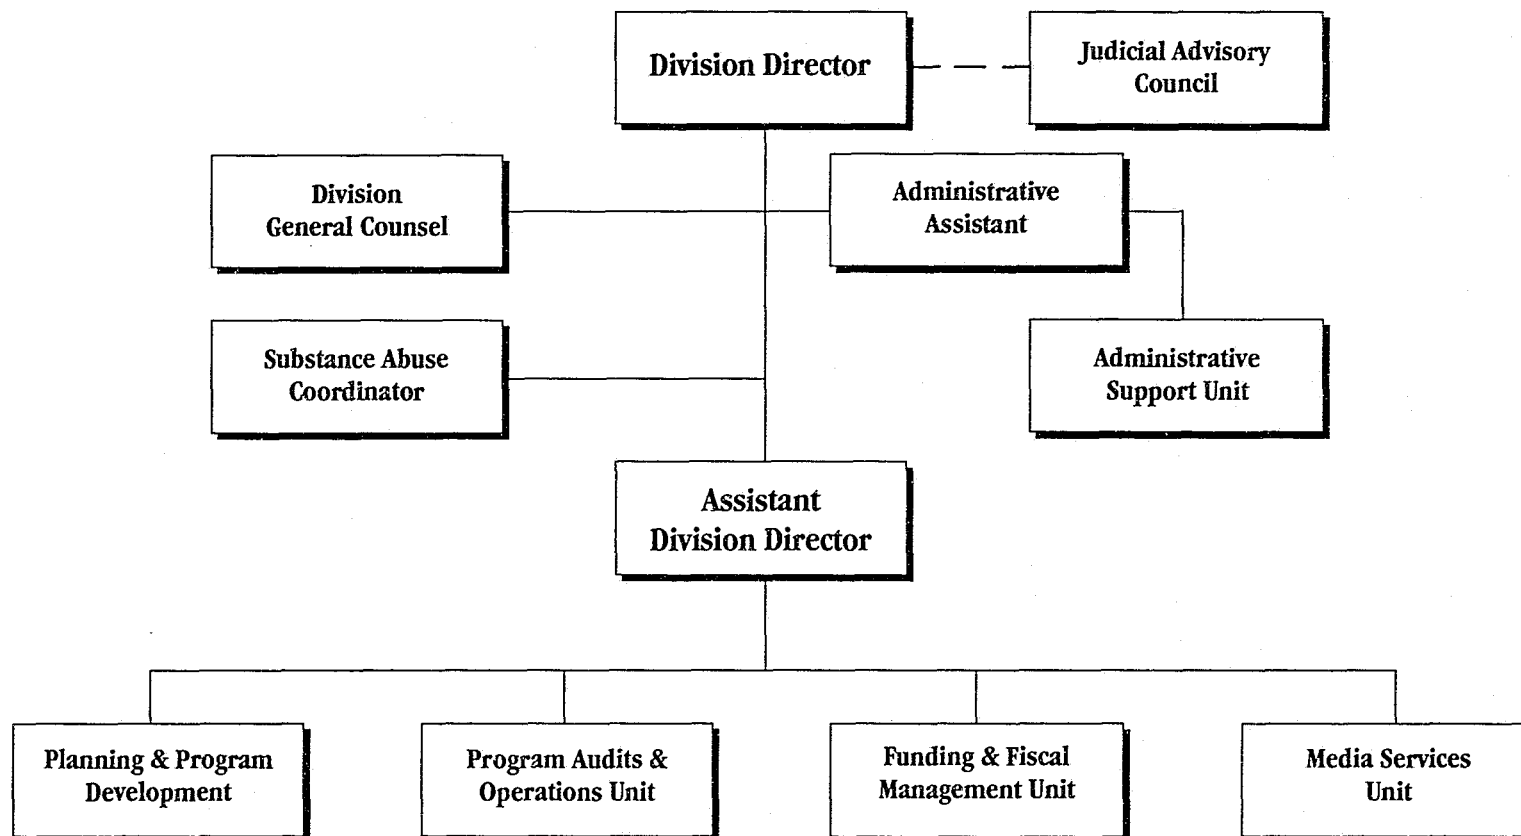 Division Director
Judicial Advisory
Council
Division
General Counsel
Administrative
Assistant
Substance Abuse
Coordinator
Administrative
Support Unit
Assistant
Division Director
Planning & Program
Development
Program Audits &
Operations Unit
Funding & Fiscal
Management Unit
Media Services
Unit